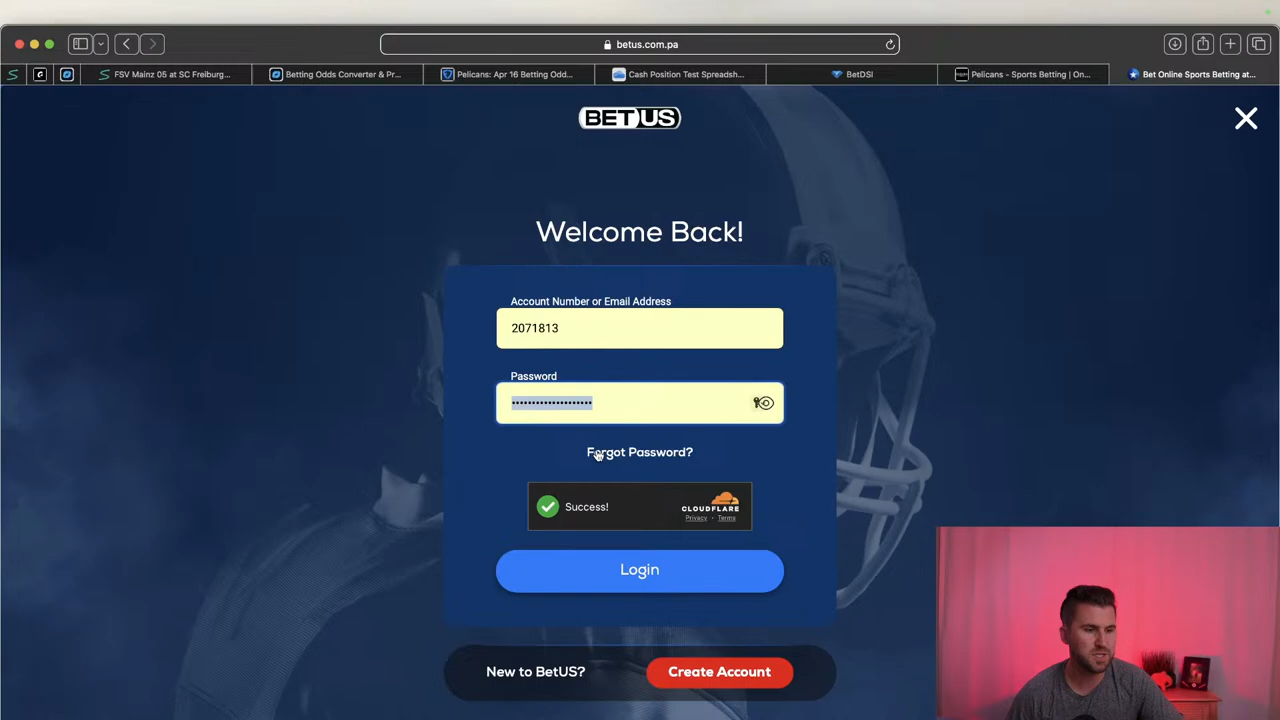 betus.com.pa
FSV Mainz 05 at SC Freiburg...
Betting Odds Converter & Pr...
Pelicans: Apr 16 Betting Odd...
Cash Position Test Spreadsh...
BetDSI
Pelicans - Sports Betting | On...
Bet Online Sports Betting at...
BETUS
Welcome Back!
Account Number or Email Address
2071813
Password
••••••••••••••••••••
Forgot Password?
Success!
CLOUDFLARE
Privacy • Terms
Login
New to BetUS?
Create Account